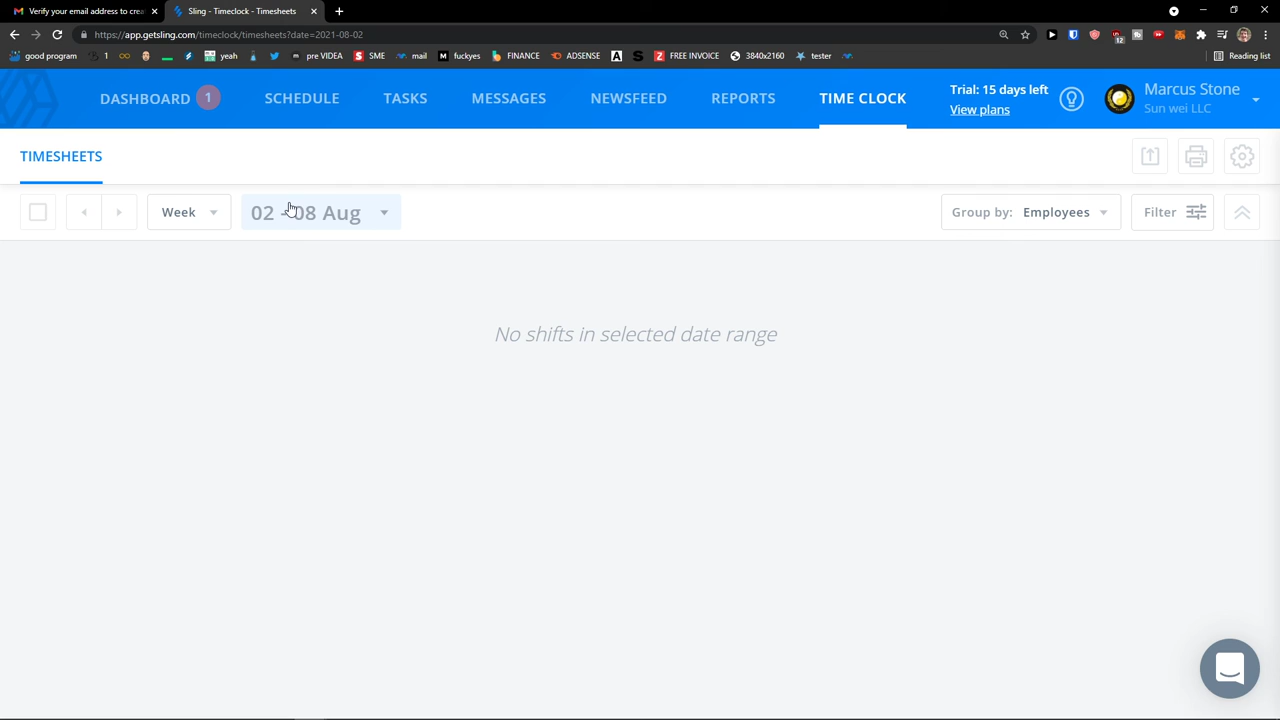 Verify your email address to crea
Sling - Timeclock - Timesheets
https://app.getsling.com/timeclock/timesheets?date=2021-08-02
good program
1
yeah
pre VIDEA
SME
mail
fuckyes
FINANCE
ADSENSE
FREE INVOICE
3840x2160
tester
Reading list
12
DASHBOARD 1
SCHEDULE
TASKS
MESSAGES
NEWSFEED
REPORTS
TIME CLOCK
Trial: 15 days left
View plans
Marcus Stone
Sun wei LLC
TIMESHEETS
Week
02 - 08 Aug
Group by: Employees
Filter
No shifts in selected date range